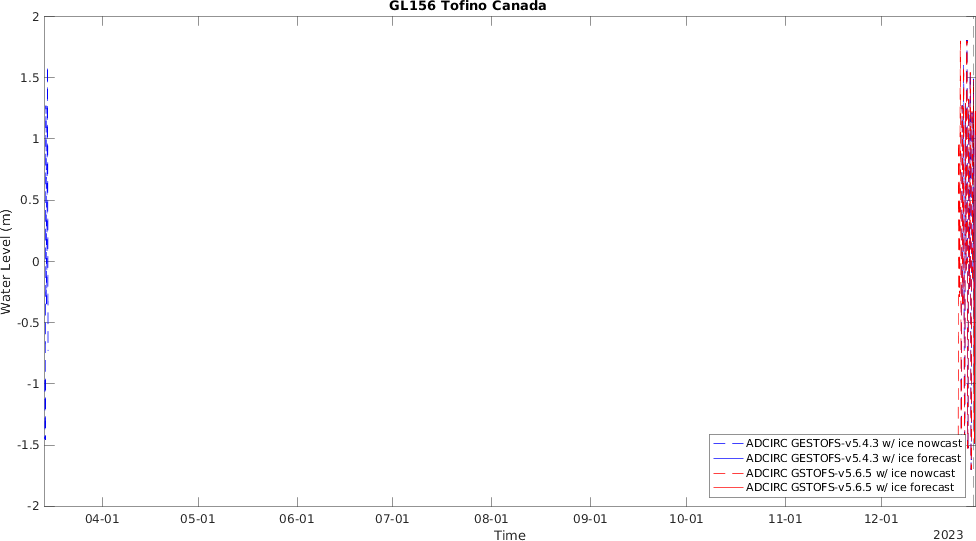 GL156 Tofino Canada
2
1.5
1
0.5
0
-0.5
-1
-1.5
-2
Water Level (m)
ADCIRC GESTOFS-v5.4.3 w/ ice nowcast
ADCIRC GESTOFS-v5.4.3 w/ ice forecast
ADCIRC GSTOFS-v5.6.5 w/ ice nowcast
ADCIRC GSTOFS-v5.6.5 w/ ice forecast
04-01 05-01 06-01 07-01 08-01 09-01 10-01 11-01 12-01
Time
2023